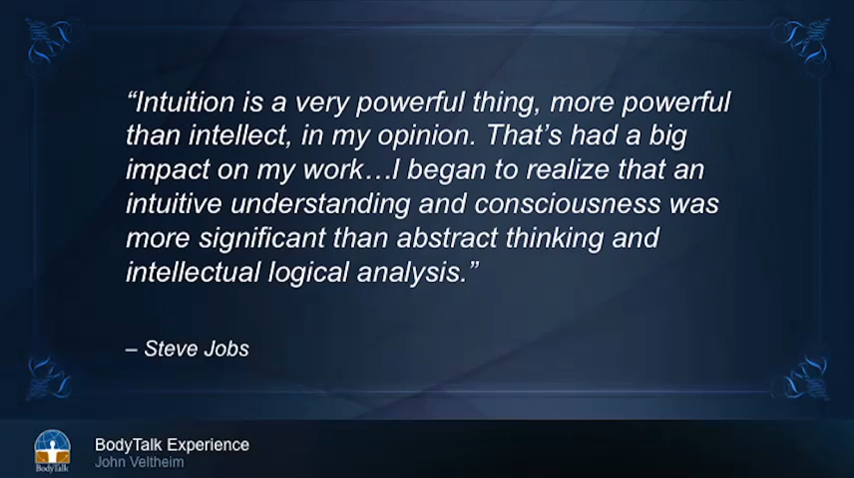 “Intuition is a very powerful thing, more powerful
than intellect, in my opinion. That’s had a big
impact on my work…I began to realize that an
intuitive understanding and consciousness was
more significant than abstract thinking and
intellectual logical analysis.”
– Steve Jobs
BodyTalk Experience
John Veltheim
BodyTalk